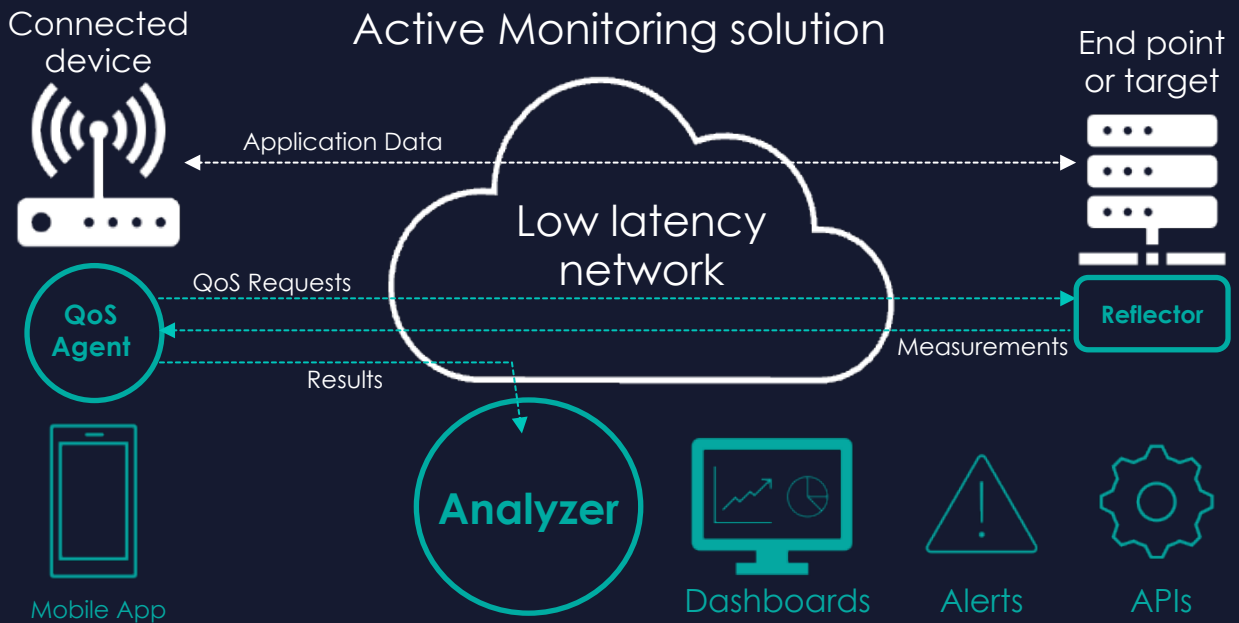 Active Monitoring solution
Connected
device
End point
or target
Application Data
Low latency
network
QoS Requests
QoS
Agent
Reflector
Measurements
Results
Analyzer
Mobile App
Dashboards
Alerts
APIs